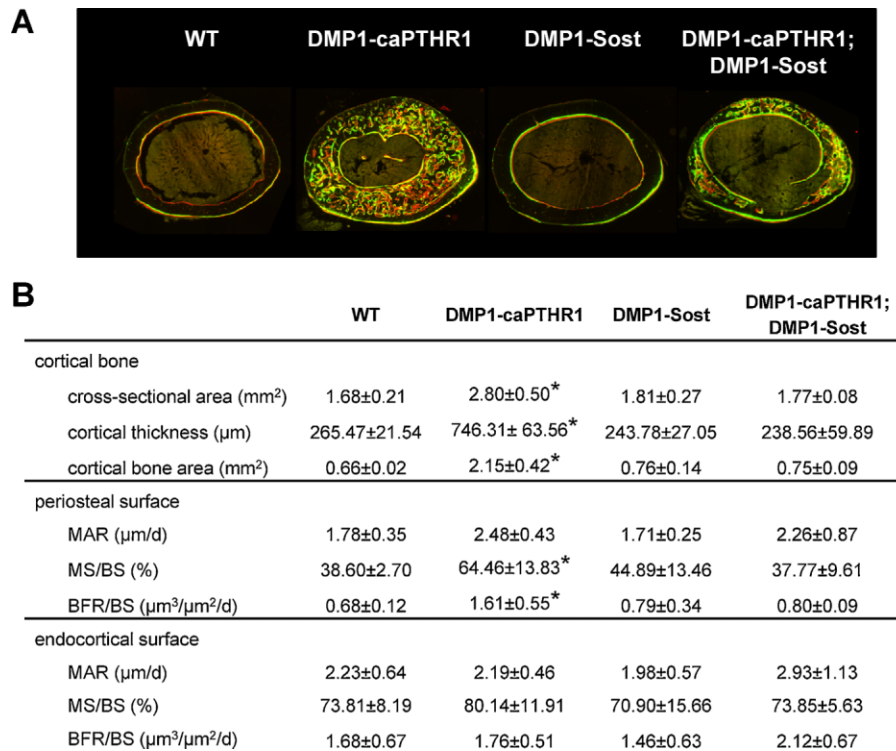 A
WT DMP1-caPTHR1 DMP1-Sost DMP1-caPTHR1;
DMP1-Sost
B
WT DMP1-caPTHR1 DMP1-Sost DMP1-caPTHR1;
DMP1-Sost
cortical bone
cross-sectional area (mm²) 1.68±0.21 2.80±0.50* 1.81±0.27 1.77±0.08
cortical thickness (µm) 265.47±21.54 746.31± 63.56* 243.78±27.05 238.56±59.89
cortical bone area (mm²) 0.66±0.02 2.15±0.42* 0.76±0.14 0.75±0.09
periosteal surface
MAR (µm/d) 1.78±0.35 2.48±0.43 1.71±0.25 2.26±0.87
MS/BS (%) 38.60±2.70 64.46±13.83* 44.89±13.46 37.77±9.61
BFR/BS (µm³/µm²/d) 0.68±0.12 1.61±0.55* 0.79±0.34 0.80±0.09
endocortical surface
MAR (µm/d) 2.23±0.64 2.19±0.46 1.98±0.57 2.93±1.13
MS/BS (%) 73.81±8.19 80.14±11.91 70.90±15.66 73.85±5.63
BFR/BS (µm³/µm²/d) 1.68±0.67 1.76±0.51 1.46±0.63 2.12±0.67